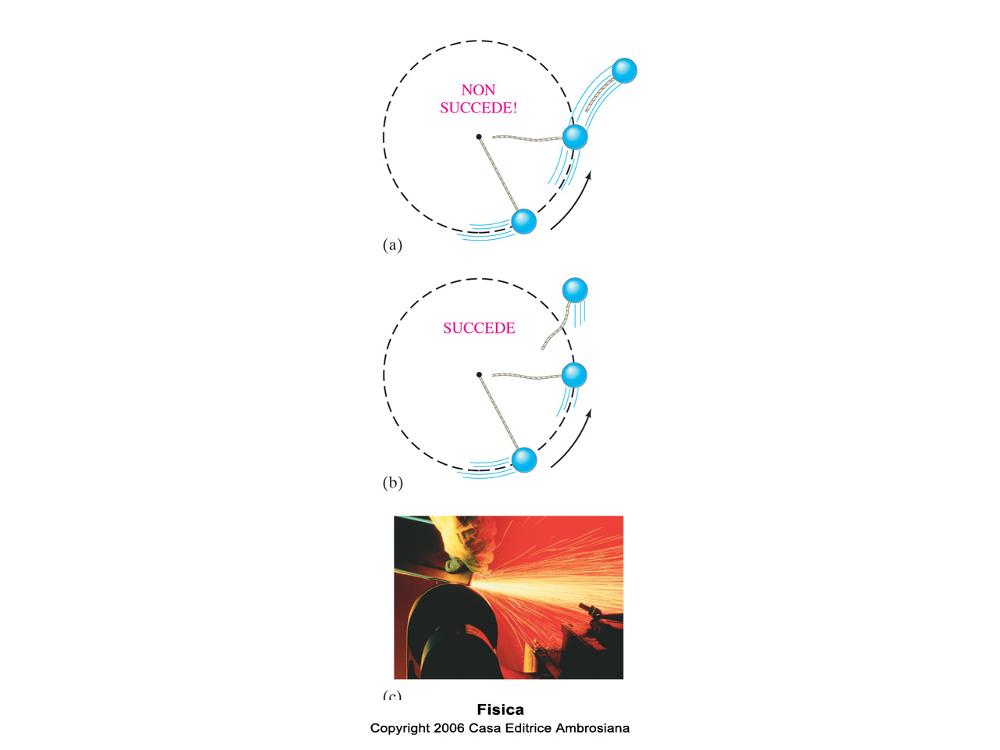 NON
SUCCEDE!
(a)
SUCCEDE
(b)
(c)
Fisica
Copyright 2006 Casa Editrice Ambrosiana